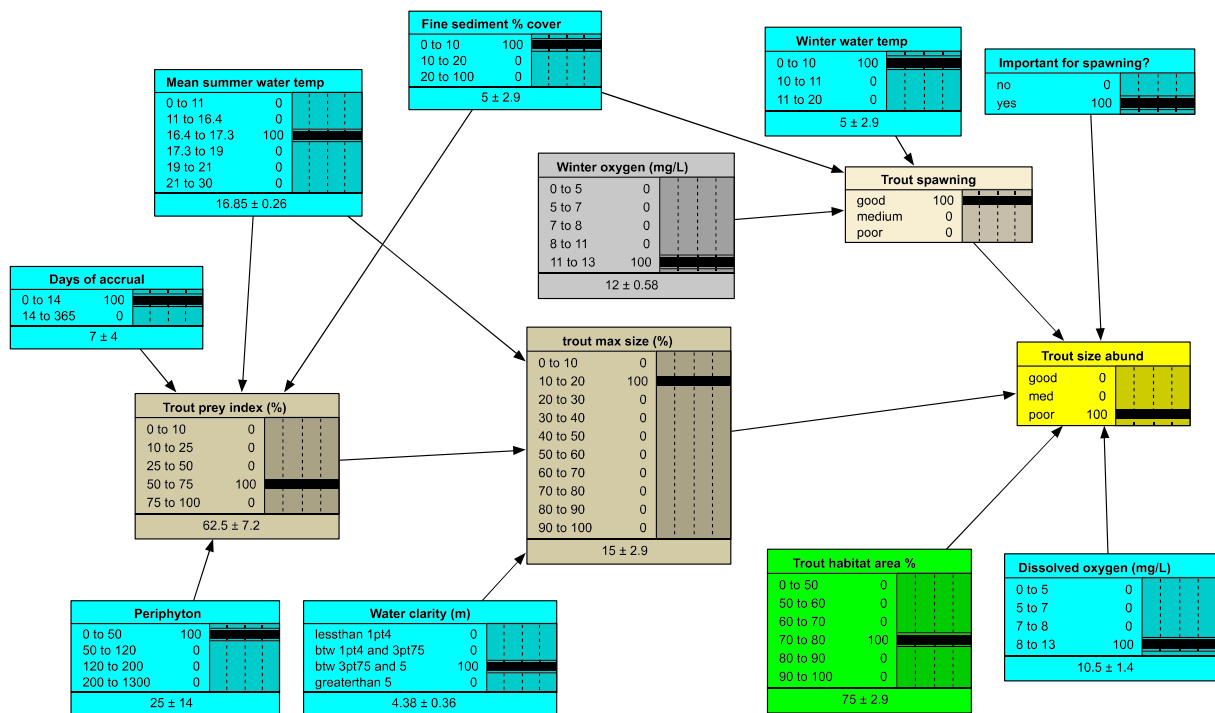 Fine sediment % cover
0 to 10 100
10 to 20 0
20 to 100 0
5 ± 2.9
Winter water temp
0 to 10 100
10 to 11 0
11 to 20 0
5 ± 2.9
Important for spawning?
no 0
yes 100
Mean summer water temp
0 to 11 0
11 to 16.4 0
16.4 to 17.3 100
17.3 to 19 0
19 to 21 0
21 to 30 0
16.85 ± 0.26
Winter oxygen (mg/L)
0 to 5 0
5 to 7 0
7 to 8 0
8 to 11 0
11 to 13 100
12 ± 0.58
Trout spawning
good 100
medium 0
poor 0
Days of accrual
0 to 14 100
14 to 365 0
7 ± 4
trout max size (%)
0 to 10 0
10 to 20 100
20 to 30 0
30 to 40 0
40 to 50 0
50 to 60 0
60 to 70 0
70 to 80 0
80 to 90 0
90 to 100 0
15 ± 2.9
Trout size abund
good 0
med 0
poor 100
Trout prey index (%)
0 to 10 0
10 to 25 0
25 to 50 0
50 to 75 100
75 to 100 0
62.5 ± 7.2
Periphyton
0 to 50 100
50 to 120 0
120 to 200 0
200 to 1300 0
25 ± 14
Water clarity (m)
lessthan 1pt4 0
btw 1pt4 and 3pt75 0
btw 3pt75 and 5 100
greaterthan 5 0
4.38 ± 0.36
Trout habitat area %
0 to 50 0
50 to 60 0
60 to 70 0
70 to 80 100
80 to 90 0
90 to 100 0
75 ± 2.9
Dissolved oxygen (mg/L)
0 to 5 0
5 to 7 0
7 to 8 0
8 to 13 100
10.5 ± 1.4